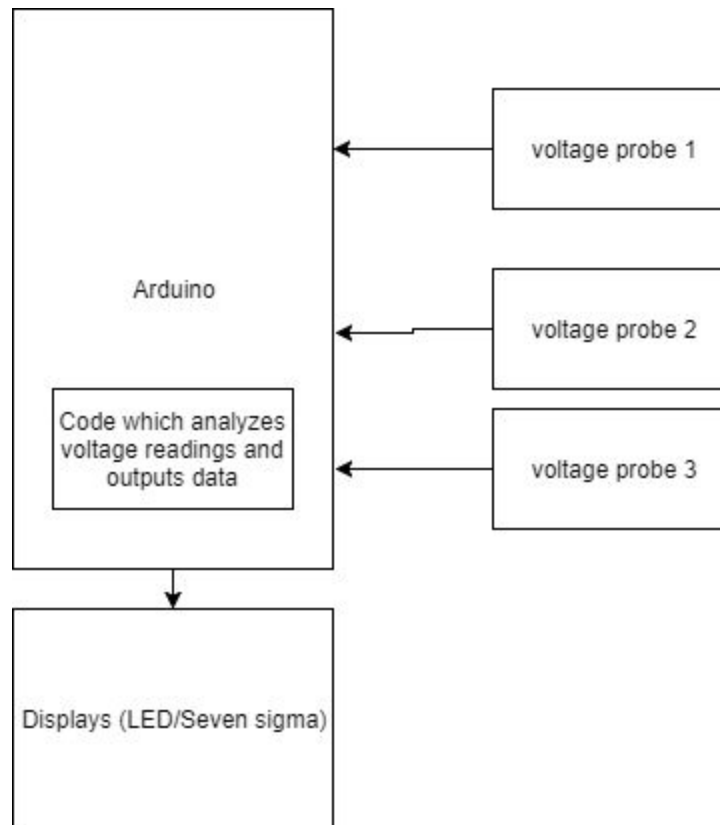 voltage probe 1
Arduino
voltage probe 2
Code which analyzes
voltage readings and
outputs data
voltage probe 3
Displays (LED/Seven sigma)